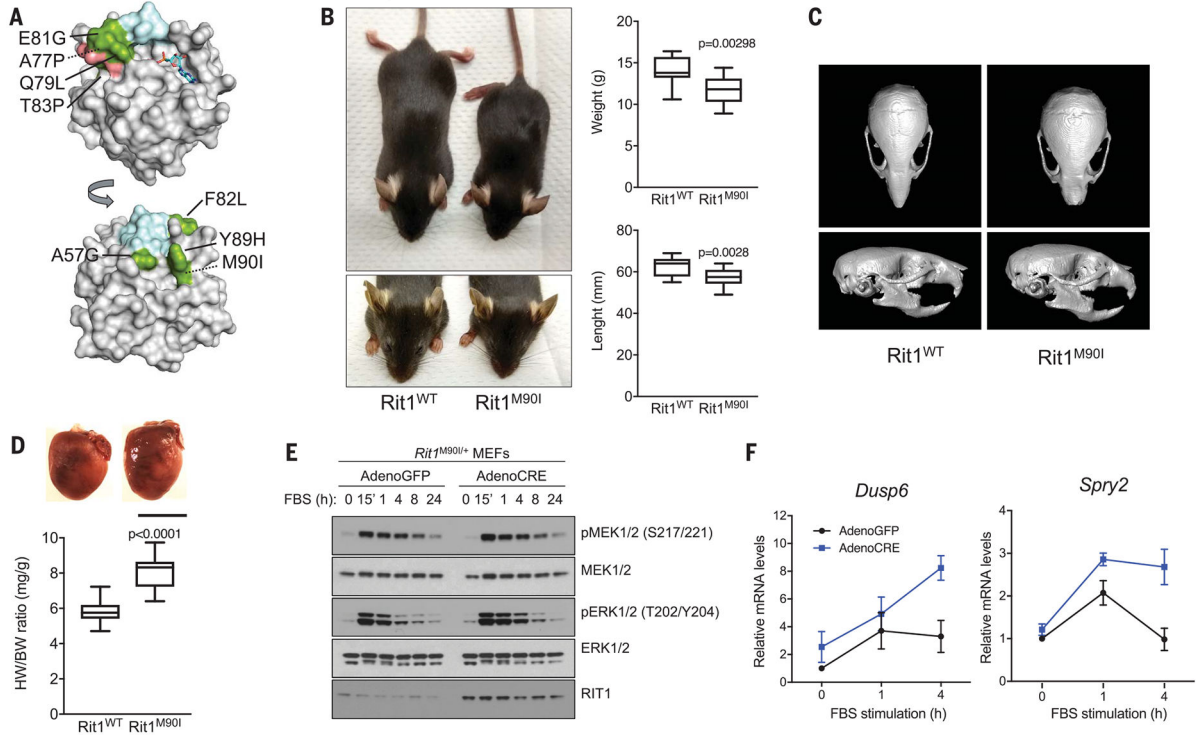 A
E81G
A77P
Q79L
T83P
F82L
A57G
Y89H
M90I
B
Rit1WT Rit1M90I
Weight (g)
20
15
10
5
0
p=0.00298
Rit1WT Rit1M90I
Lenght (mm)
80
60
40
20
0
p=0.0028
Rit1WT Rit1M90I
C
Rit1WT Rit1M90I
D
p<0.0001
HW/BW ratio (mg/g)
10
8
6
4
2
0
Rit1WT Rit1M90I
E
Rit1M90I/+ MEFs
AdenoGFP AdenoCRE
FBS (h): 0 15' 1 4 8 24 0 15' 1 4 8 24
pMEK1/2 (S217/221)
MEK1/2
pERK1/2 (T202/Y204)
ERK1/2
RIT1
F
Dusp6
Relative mRNA levels
12
10
8
6
4
2
0
AdenoGFP
AdenoCRE
0 1 4
FBS stimulation (h)
Spry2
Relative mRNA levels
4
3
2
1
0
0 1 4
FBS stimulation (h)